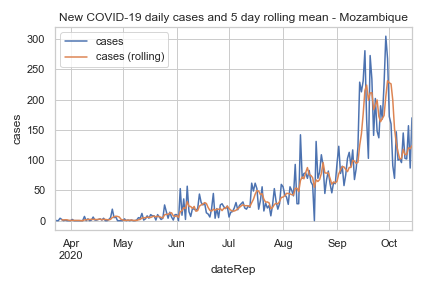 New COVID-19 daily cases and 5 day rolling mean - Mozambique
cases
cases (rolling)
300
250
200
150
100
50
0
cases
Apr
2020
May
Jun
Jul
Aug
Sep
Oct
dateRep